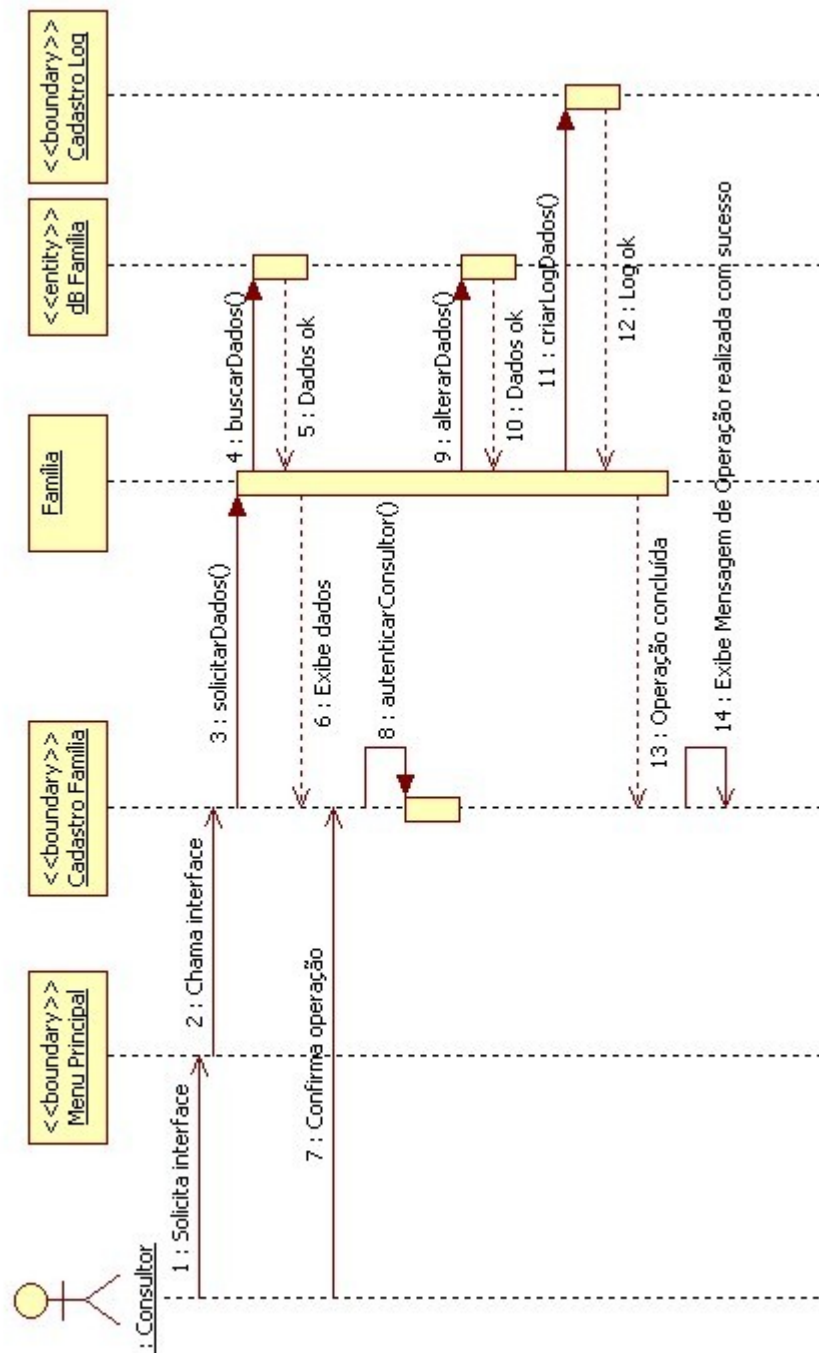 : Consultor
<<boundary>>
Menu Principal
<<boundary>>
Cadastro Família
Família
<<entity>>
dB Família
<<boundary>>
Cadastro Log
1 : Solicita interface
2 : Chama interface
3 : solicitarDados()
4 : buscarDados()
5 : Dados ok
6 : Exibe dados
7 : Confirma operação
8 : autenticarConsultor()
9 : alterarDados()
10 : Dados ok
11 : criarLogDados()
12 : Log ok
13 : Operação concluída
14 : Exibe Mensagem de Operação realizada com sucesso